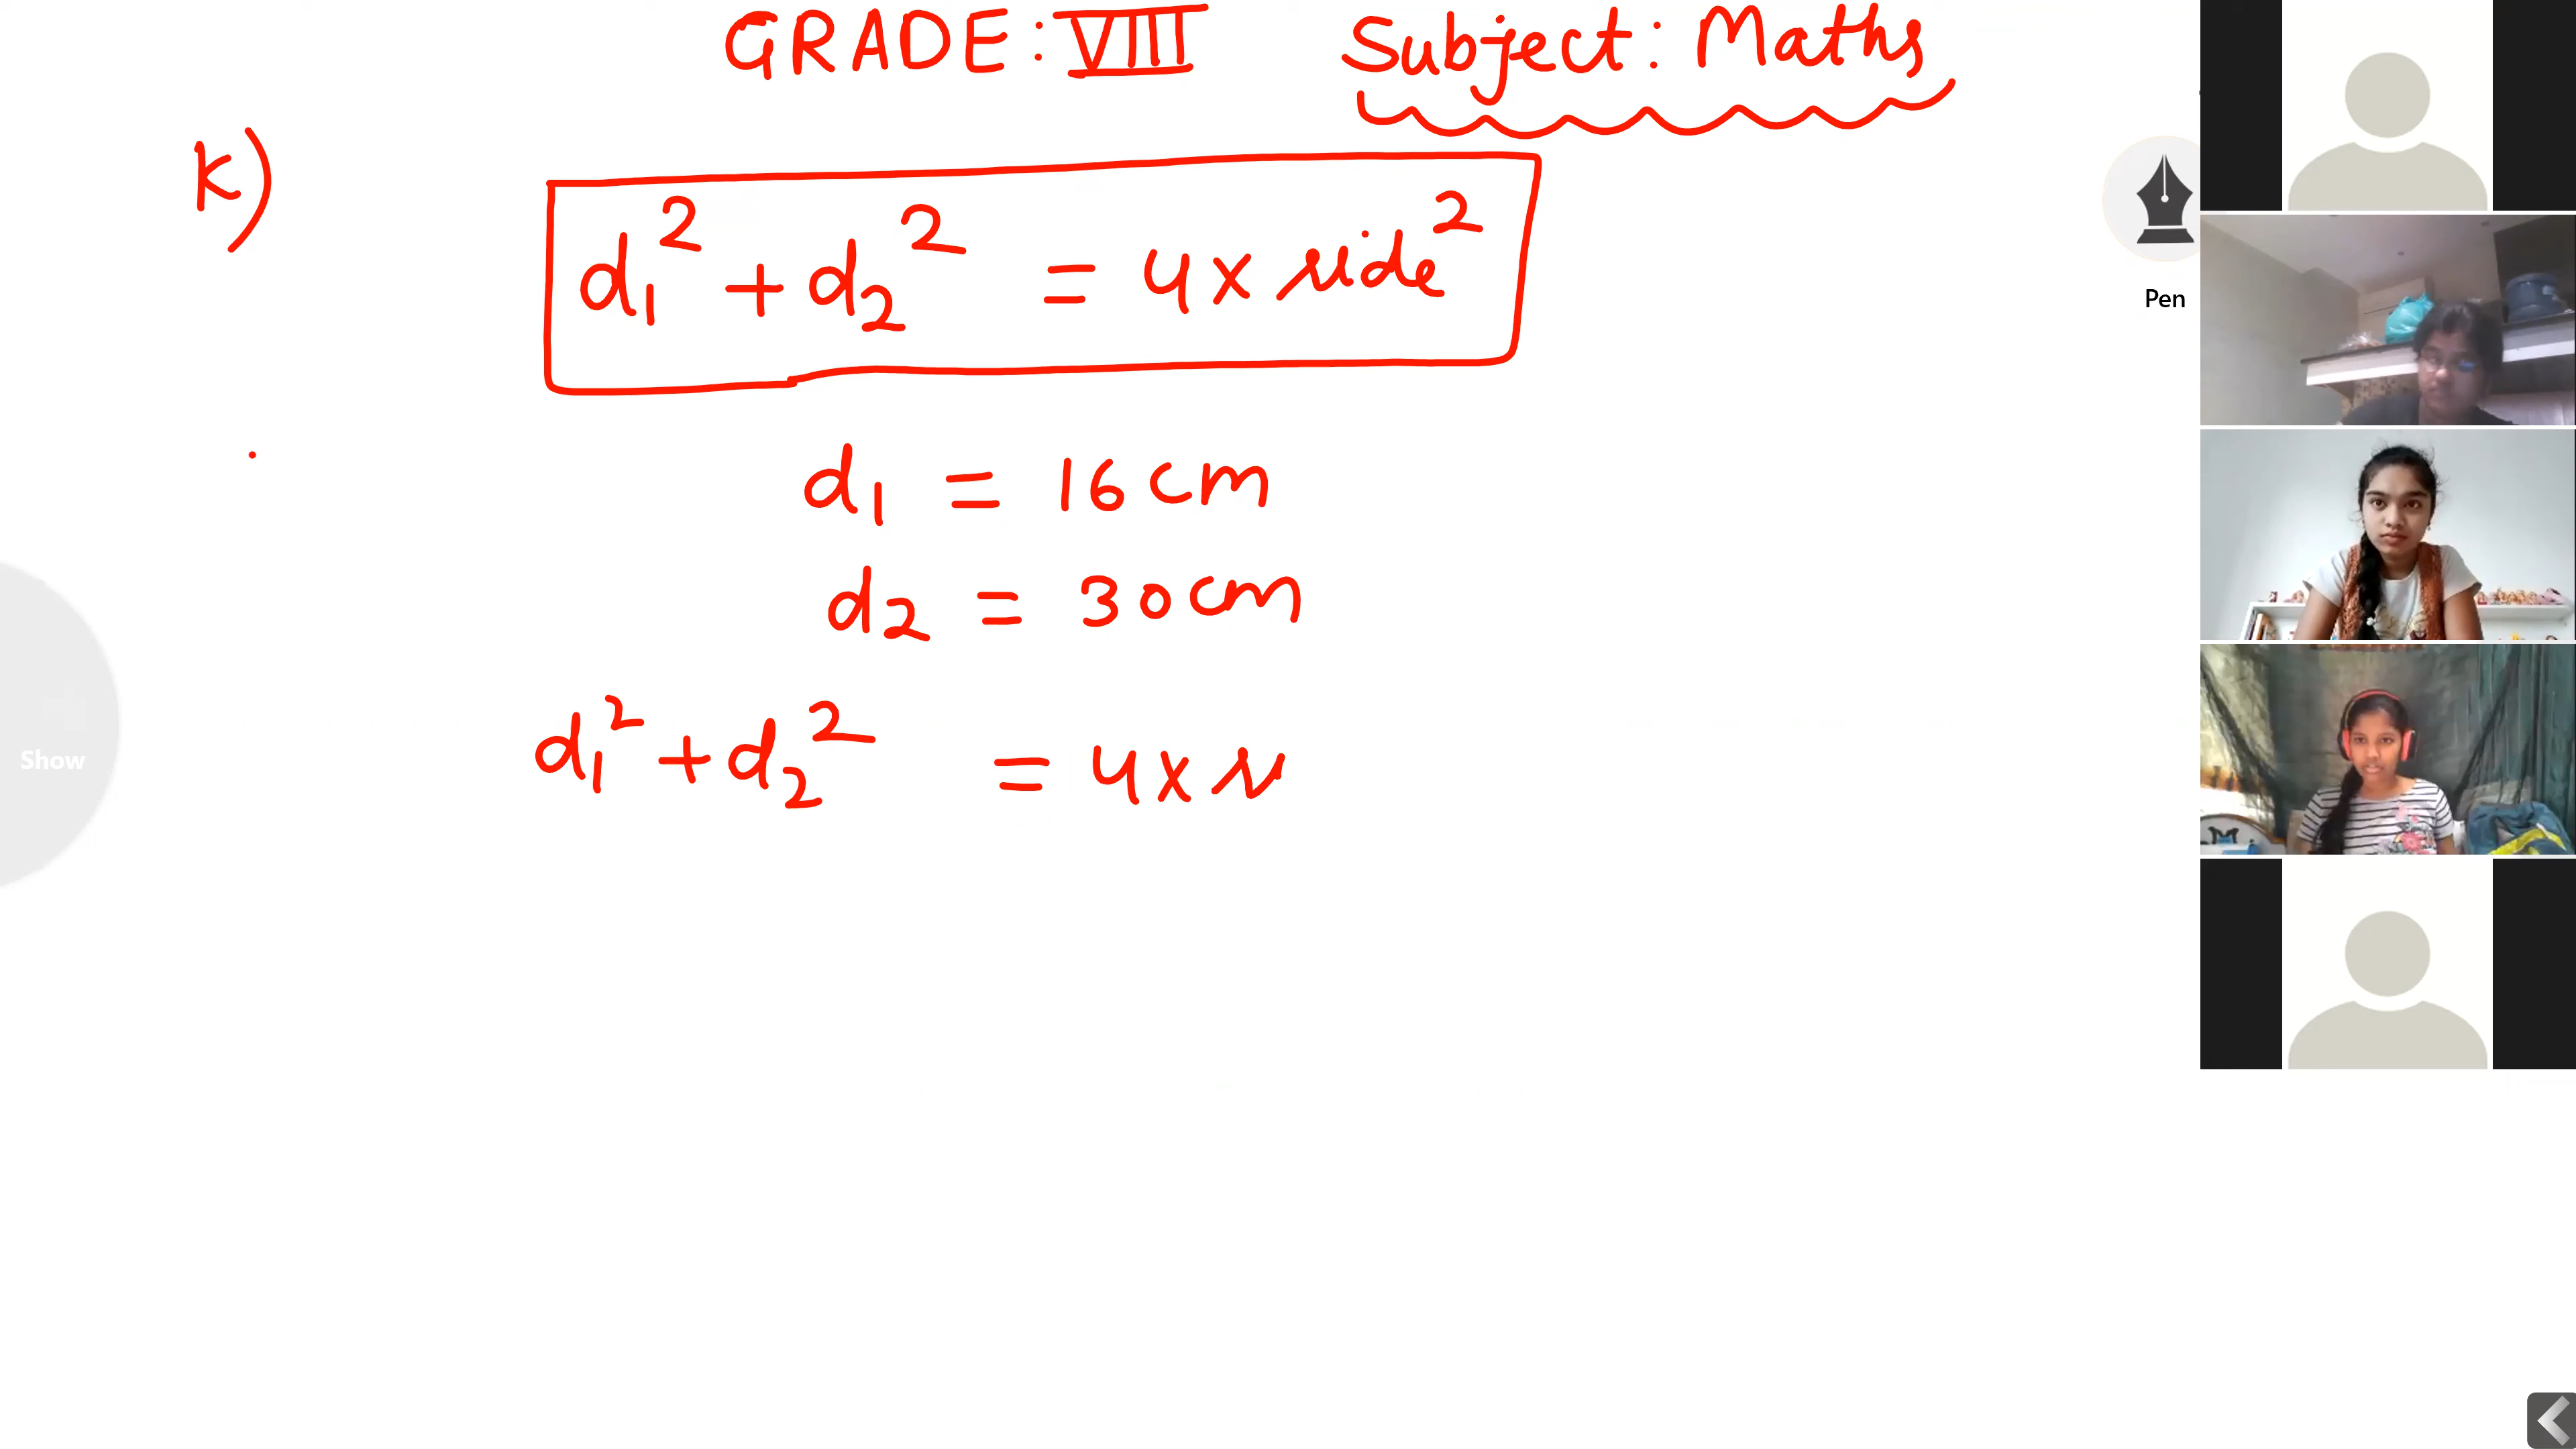 GRADE: VIII Subject: Maths
K)
d₁² + d₂² = 4 x side²
d₁ = 16 cm
d₂ = 30 cm
d₁² + d₂² = 4 x s
Pen
Show